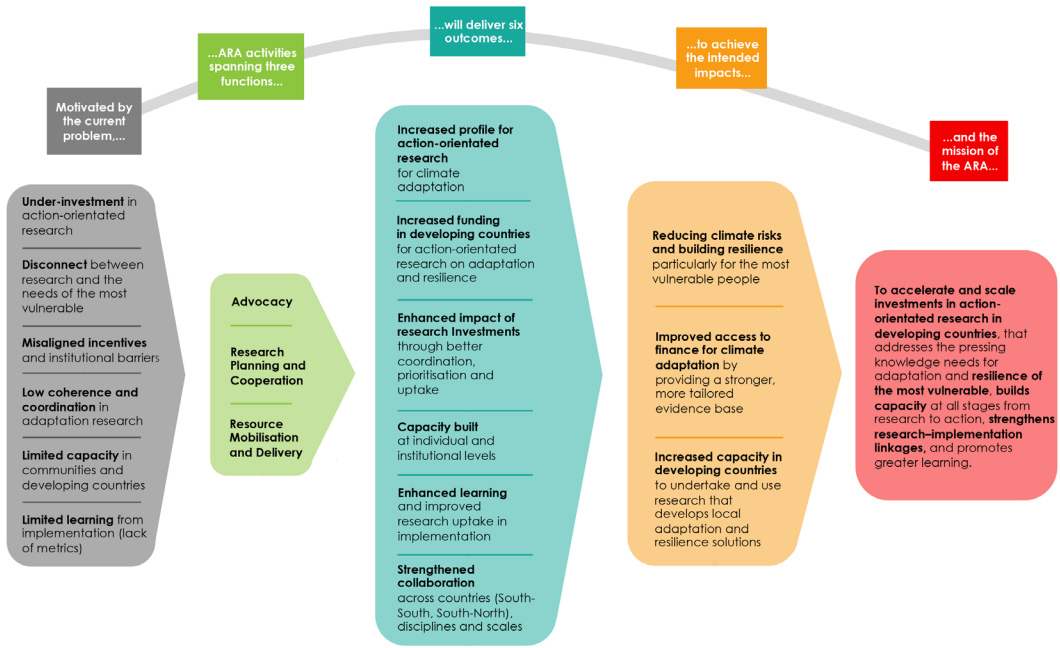 Motivated by
the current
problem,...
...ARA activities
spanning three
functions...
...will deliver six
outcomes...
...to achieve
the intended
impacts...
...and the
mission of
the ARA...
Under-investment in
action-orientated
research
Disconnect between
research and the
needs of the most
vulnerable
Misaligned incentives
and institutional barriers
Low coherence and
coordination in
adaptation research
Limited capacity in
communities and
developing countries
Limited learning from
implementation (lack
of metrics)
Advocacy
Research
Planning and
Cooperation
Resource
Mobilisation
and Delivery
Increased profile for
action-orientated
research
for climate
adaptation
Increased funding
in developing countries
for action-orientated
research on adaptation
and resilience
Enhanced impact of
research Investments
through better
coordination,
prioritisation and
uptake
Capacity built
at individual and
institutional levels
Enhanced learning
and improved
research uptake in
implementation
Strengthened
collaboration
across countries (South-
South, South-North),
disciplines and scales
Reducing climate risks
and building resilience
particularly for the most
vulnerable people
Improved access to
finance for climate
adaptation by
providing a stronger,
more tailored
evidence base
Increased capacity in
developing countries
to undertake and use
research that
develops local
adaptation and
resilience solutions
To accelerate and scale
investments in action-
orientated research in
developing countries, that
addresses the pressing
knowledge needs for
adaptation and resilience of
the most vulnerable, builds
capacity at all stages from
research to action, strengthens
research–implementation
linkages, and promotes
greater learning.